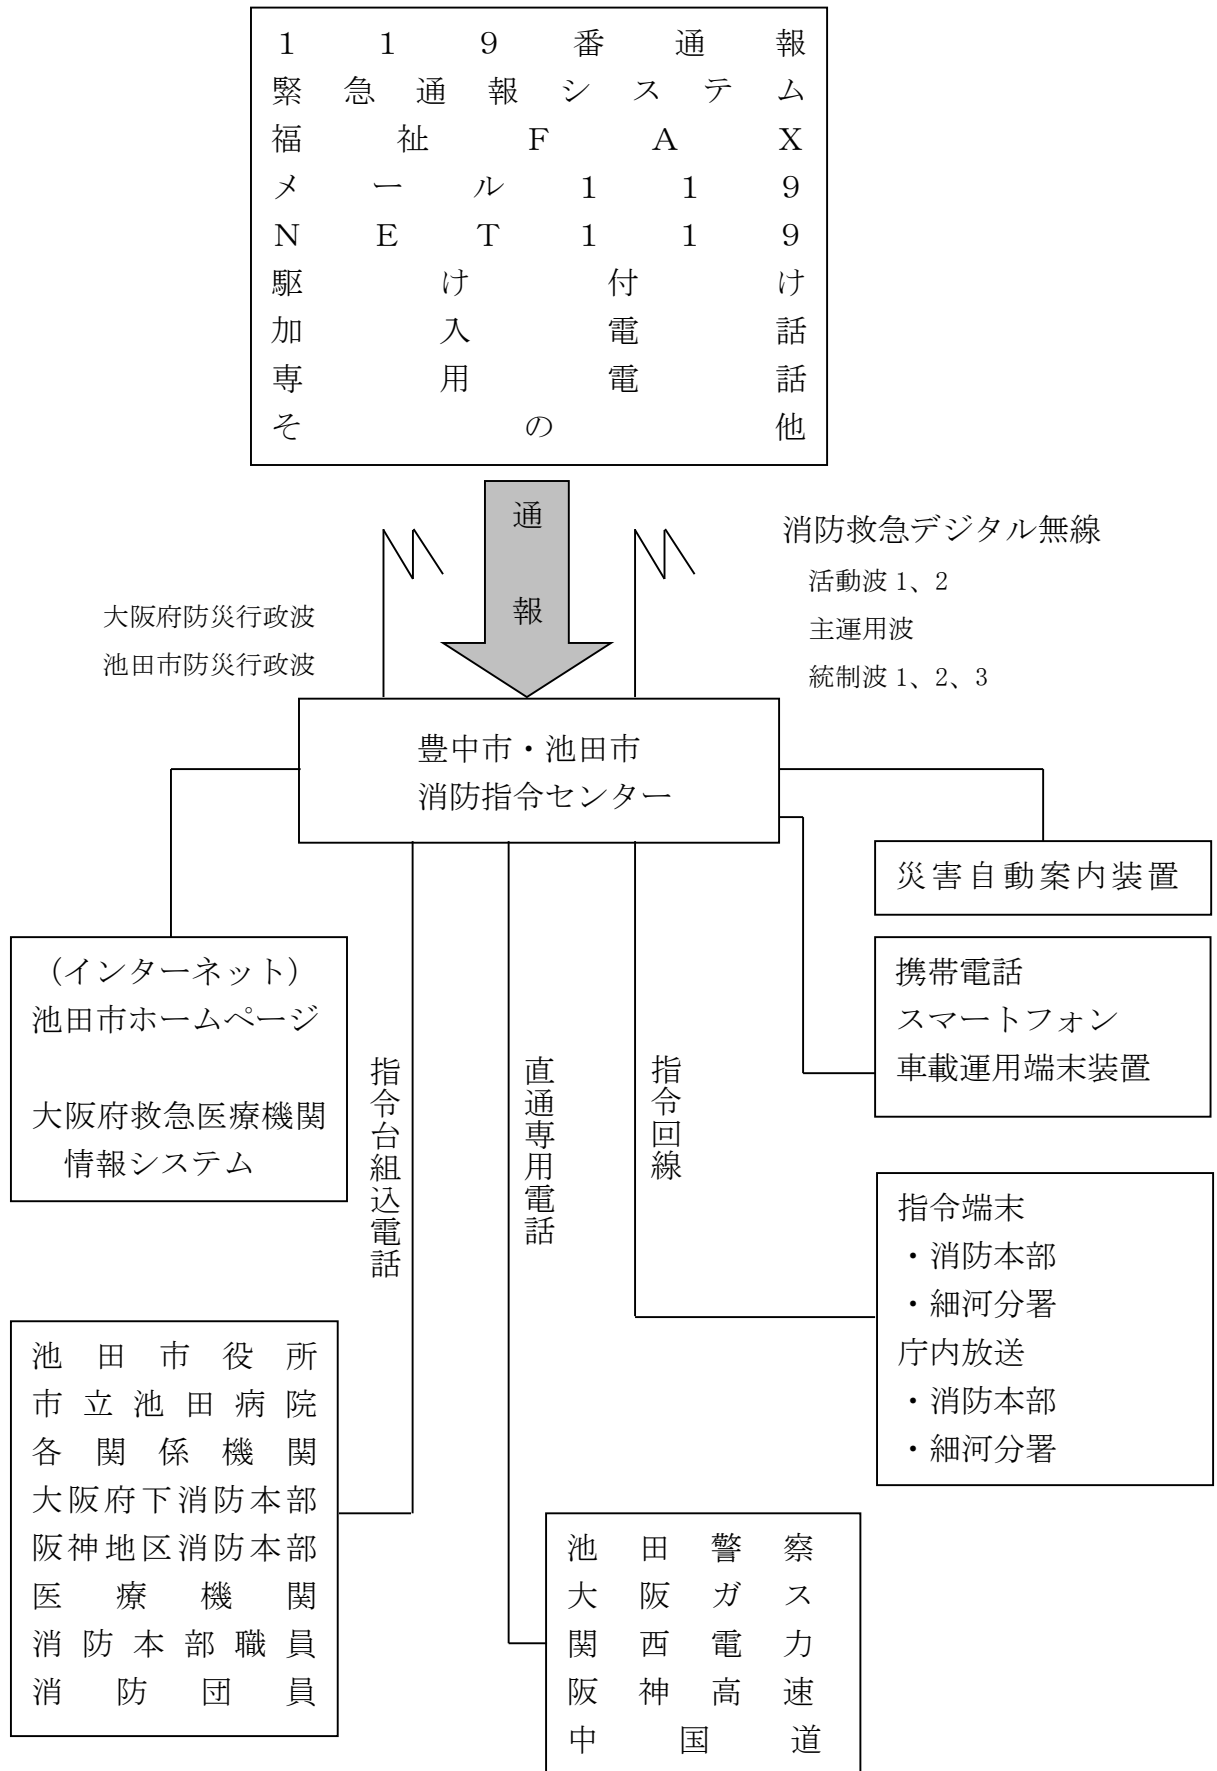 119番通報
緊急通報システム
福祉FAX
メール119
NET119
駆け付け
加入電話
専用電話
その他
通報
消防救急デジタル無線
活動波 1、2
主運用波
統制波 1、2、3
大阪府防災行政波
池田市防災行政波
豊中市・池田市
消防指令センター
災害自動案内装置
(インターネット)
池田市ホームページ
大阪府救急医療機関
情報システム
携帯電話
スマートフォン
車載運用端末装置
指令台組込電話
直通専用電話
指令回線
指令端末
・消防本部
・細河分署
庁内放送
・消防本部
・細河分署
池田市役所
市立池田病院
各関係機関
大阪府下消防本部
阪神地区消防本部
医療機関
消防本部職員
消防団員
池田警察
大阪ガス
関西電力
阪神高速
中国道